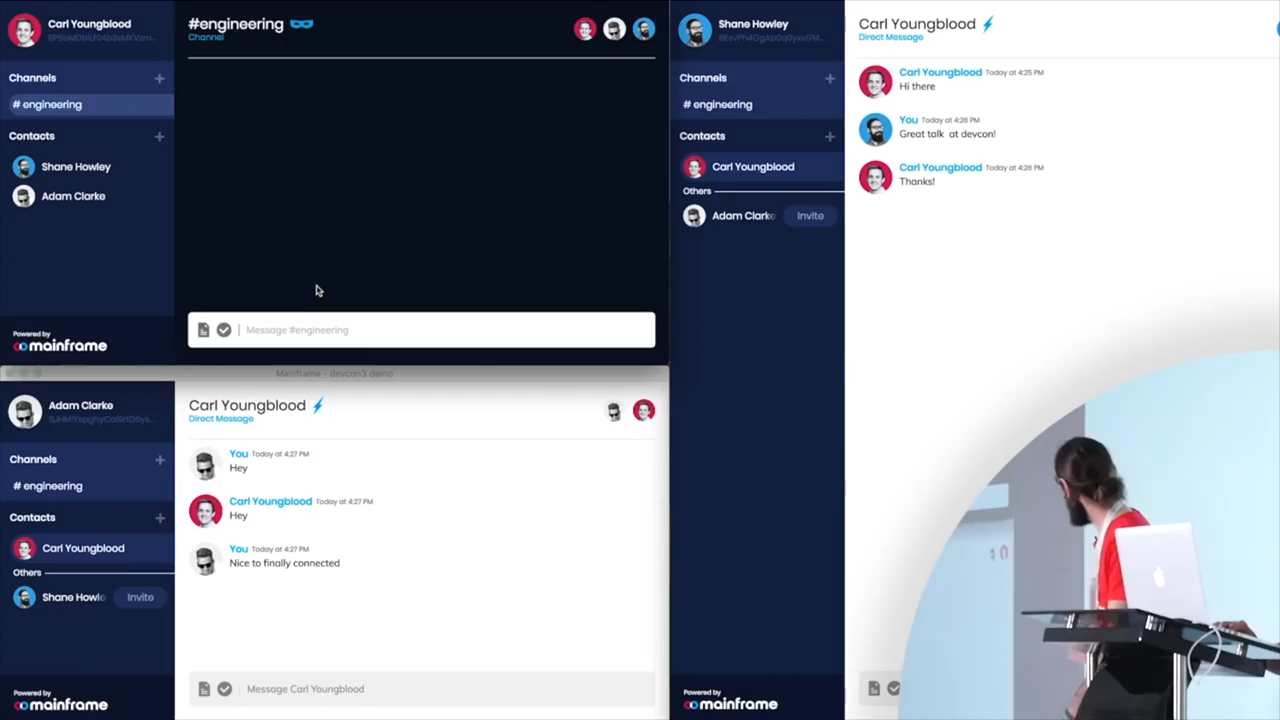 Carl Youngblood
Channels
+
# engineering
Contacts
+
Shane Howley
Adam Clarke
Powered by
mainframe
#engineering
Channel
Message #engineering
Mainframe - devcon3 demo
Adam Clarke
Channels
+
# engineering
Contacts
+
Carl Youngblood
Others
Shane Howle
Invite
Powered by
mainframe
Carl Youngblood
Direct Message
You Today at 4:27 PM
Hey
Carl Youngblood Today at 4:27 PM
Hey
You Today at 4:27 PM
Nice to finally connected
Message Carl Youngblood
Shane Howley
Channels
+
# engineering
Contacts
+
Carl Youngblood
Others
Adam Clarke
Invite
Powered by
mainframe
Carl Youngblood
Direct Message
Carl Youngblood Today at 4:25 PM
Hi there
You Today at 4:26 PM
Great talk at devcon!
Carl Youngblood Today at 4:26 PM
Thanks!